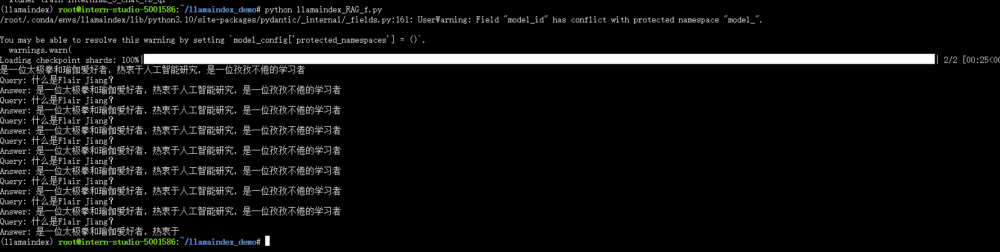 (llamaindex) root@intern-studio-5001586:~/llamaindex_demo# python llamaindex_RAG_f.py
/root/.conda/envs/llamaindex/lib/python3.10/site-packages/pydantic/_internal/_fields.py:161: UserWarning: Field "model_id" has conflict with protected namespace "model_".
You may be able to resolve this warning by setting `model_config['protected_namespaces'] = ()`.
warnings.warn(
Loading checkpoint shards: 100%| | 2/2 [00:25<00
是一位太极拳和瑜伽爱好者，热衷于人工智能研究，是一位孜孜不倦的学习者
Query: 什么是Flair Jiang？
Answer: 是一位太极拳和瑜伽爱好者，热衷于人工智能研究，是一位孜孜不倦的学习者
Query: 什么是Flair Jiang？
Answer: 是一位太极拳和瑜伽爱好者，热衷于人工智能研究，是一位孜孜不倦的学习者
Query: 什么是Flair Jiang？
Answer: 是一位太极拳和瑜伽爱好者，热衷于人工智能研究，是一位孜孜不倦的学习者
Query: 什么是Flair Jiang？
Answer: 是一位太极拳和瑜伽爱好者，热衷于人工智能研究，是一位孜孜不倦的学习者
Query: 什么是Flair Jiang？
Answer: 是一位太极拳和瑜伽爱好者，热衷于人工智能研究，是一位孜孜不倦的学习者
Query: 什么是Flair Jiang？
Answer: 是一位太极拳和瑜伽爱好者，热衷于人工智能研究，是一位孜孜不倦的学习者
Query: 什么是Flair Jiang？
Answer: 是一位太极拳和瑜伽爱好者，热衷于人工智能研究，是一位孜孜不倦的学习者
Query: 什么是Flair Jiang？
Answer: 是一位太极拳和瑜伽爱好者，热衷于
(llamaindex) root@intern-studio-5001586:~/llamaindex_demo#